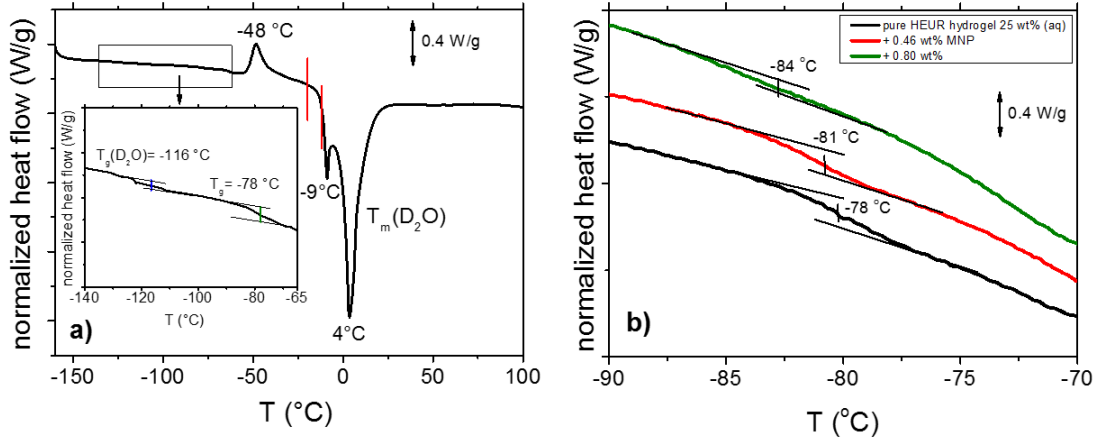 -48 °C
0.4 W/g
normalized heat flow (W/g)
normalized heat flow (W/g)
T_g(D_2O)= -116 °C
T_g= -78 °C
-140 -120 -100 -80 -65
T (°C)
-9°C
T_m(D_2O)
4°C
a)
-150 -100 -50 0 50 100
T (°C)
pure HEUR hydrogel 25 wt% (aq)
+ 0.46 wt% MNP
+ 0.80 wt%
-84 °C
0.4 W/g
-81 °C
-78 °C
normalized heat flow (W/g)
b)
-90 -85 -80 -75 -70
T (°C)